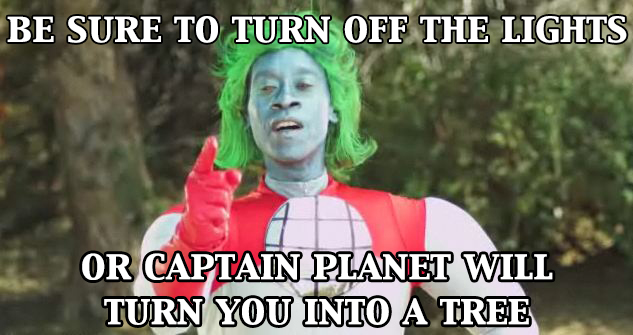 BE SURE TO TURN OFF THE LIGHTS
OR CAPTAIN PLANET WILL
TURN YOU INTO A TREE